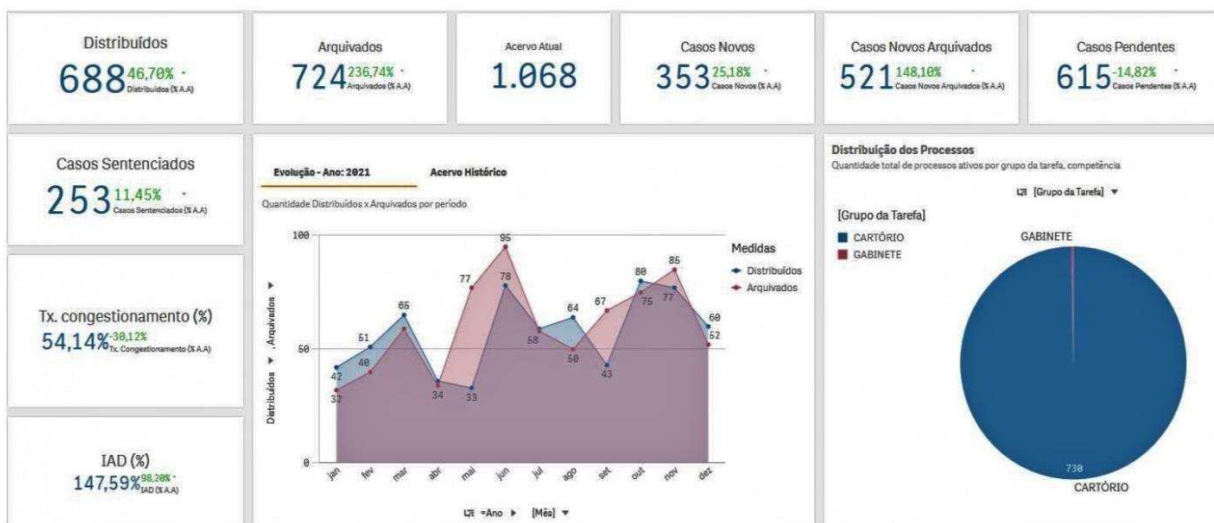 Distribuídos
688 46,70%
Distribuídos (% A.A)
Arquivados
724 236,74%
Arquivados (% A.A)
Acervo Atual
1.068
Casos Novos
353 25,18%
Casos Novos (% A.A)
Casos Novos Arquivados
521 148,10%
Casos Novos Arquivados (% A.A)
Casos Pendentes
615 -14,82%
Casos Pendentes (% A.A)
Casos Sentenciados
253 11,45%
Casos Sentenciados (% A.A)
Tx. congestionamento (%)
54,14% -30,12%
Tx. Congestionamento (% A.A)
IAD (%)
147,59% 98,20%
IAD (% A.A)
Evolução - Ano: 2021
Acervo Histórico
Quantidade Distribuídos x Arquivados por período
Distribuídos , Arquivados
100
50
0
42
32
51
40
65
34
77
33
95
78
58
64
50
67
43
80
75
85
77
60
52
jan fev mar abr mai jun jul ago set out nov dez
=Ano [Mês]
Medidas
Distribuídos
Arquivados
Distribuição dos Processos
Quantidade total de processos ativos por grupo da tarefa, competência
[Grupo da Tarefa]
[Grupo da Tarefa]
CARTÓRIO
GABINETE
GABINETE
730
CARTÓRIO